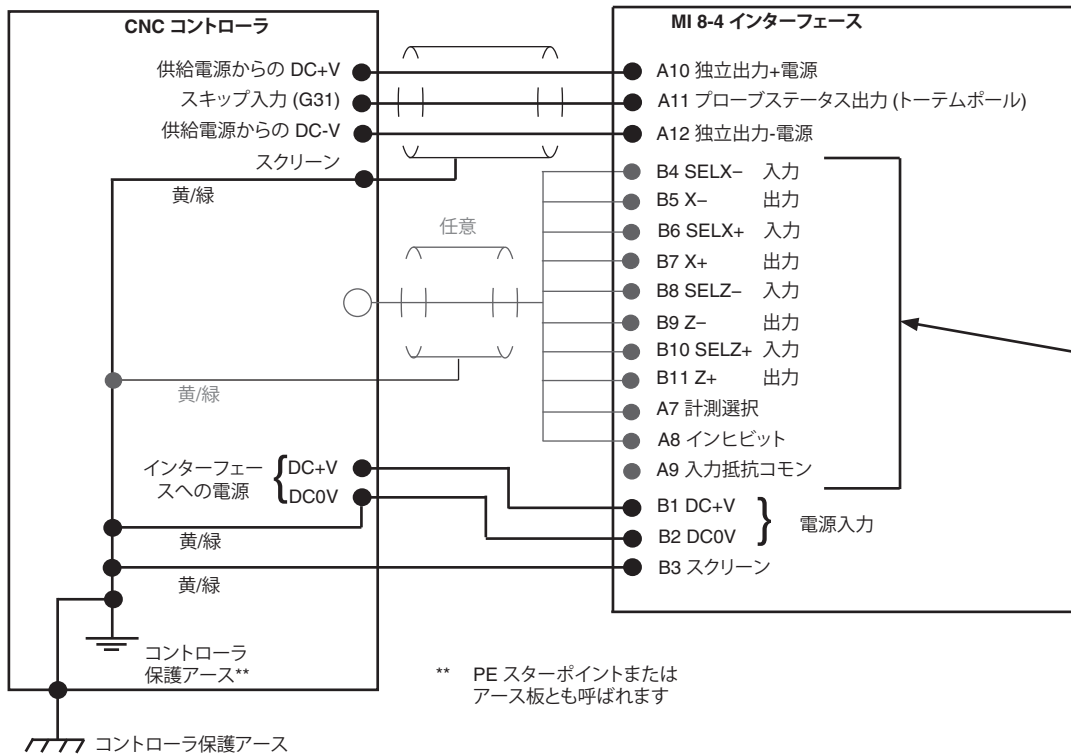 CNC コントローラ
供給電源からの DC+V
スキップ入力 (G31)
供給電源からの DC-V
スクリーン
黄/緑
任意
黄/緑
インターフェー
スへの電源
DC+V
DC0V
黄/緑
黄/緑
コントローラ
保護アース**
コントローラ保護アース
** PE スターポイントまたは
アース板とも呼ばれます
MI 8-4 インターフェース
A10 独立出力+電源
A11 プローブステータス出力 (トーテムポール)
A12 独立出力-電源
B4 SELX− 入力
B5 X− 出力
B6 SELX+ 入力
B7 X+ 出力
B8 SELZ− 入力
B9 Z− 出力
B10 SELZ+ 入力
B11 Z+ 出力
A7 計測選択
A8 インヒビット
A9 入力抵抗コモン
B1 DC+V
B2 DC0V
電源入力
B3 スクリーン